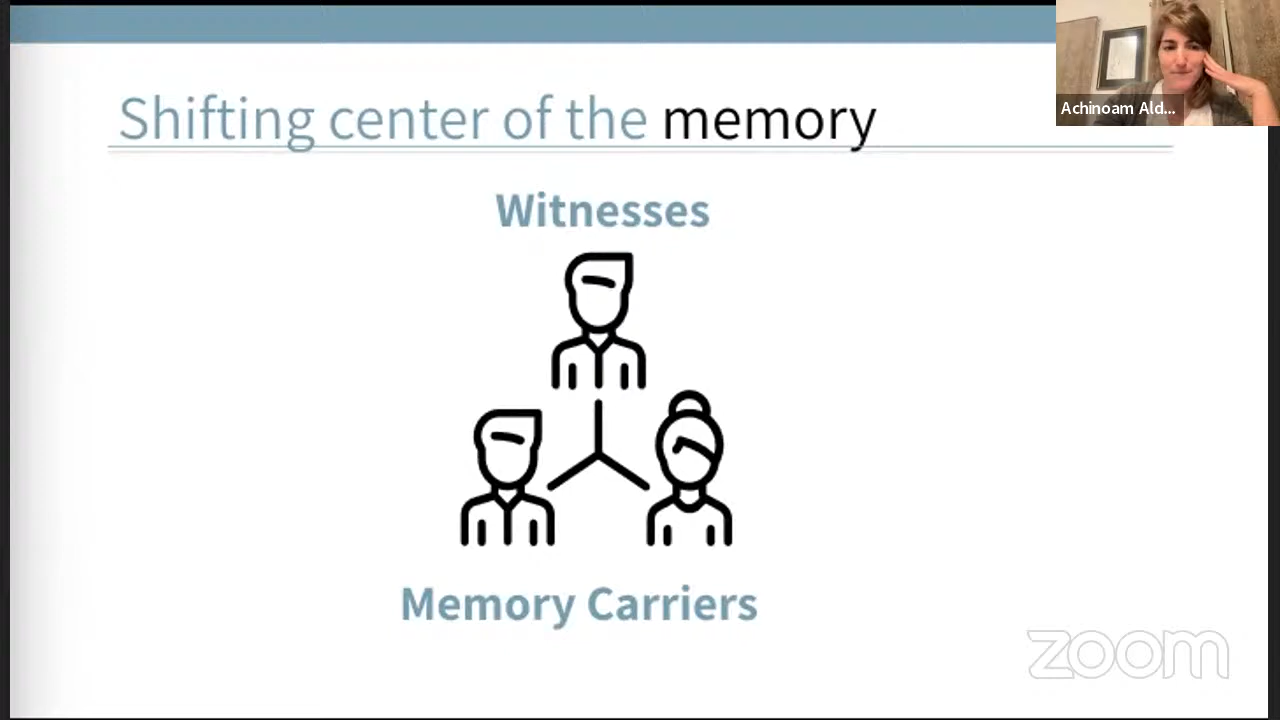 Shifting center of the memory
Achinoam Ald...
Witnesses
Memory Carriers
zoom